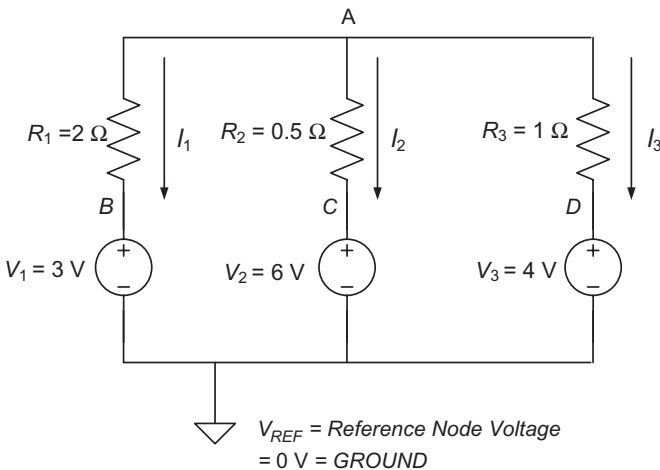 A
R1 =2 Ω
I1
R2 = 0.5 Ω
I2
R3 = 1 Ω
I3
B
C
D
V1 = 3 V
+
−
V2 = 6 V
+
−
V3 = 4 V
+
−
VREF = Reference Node Voltage
= 0 V = GROUND